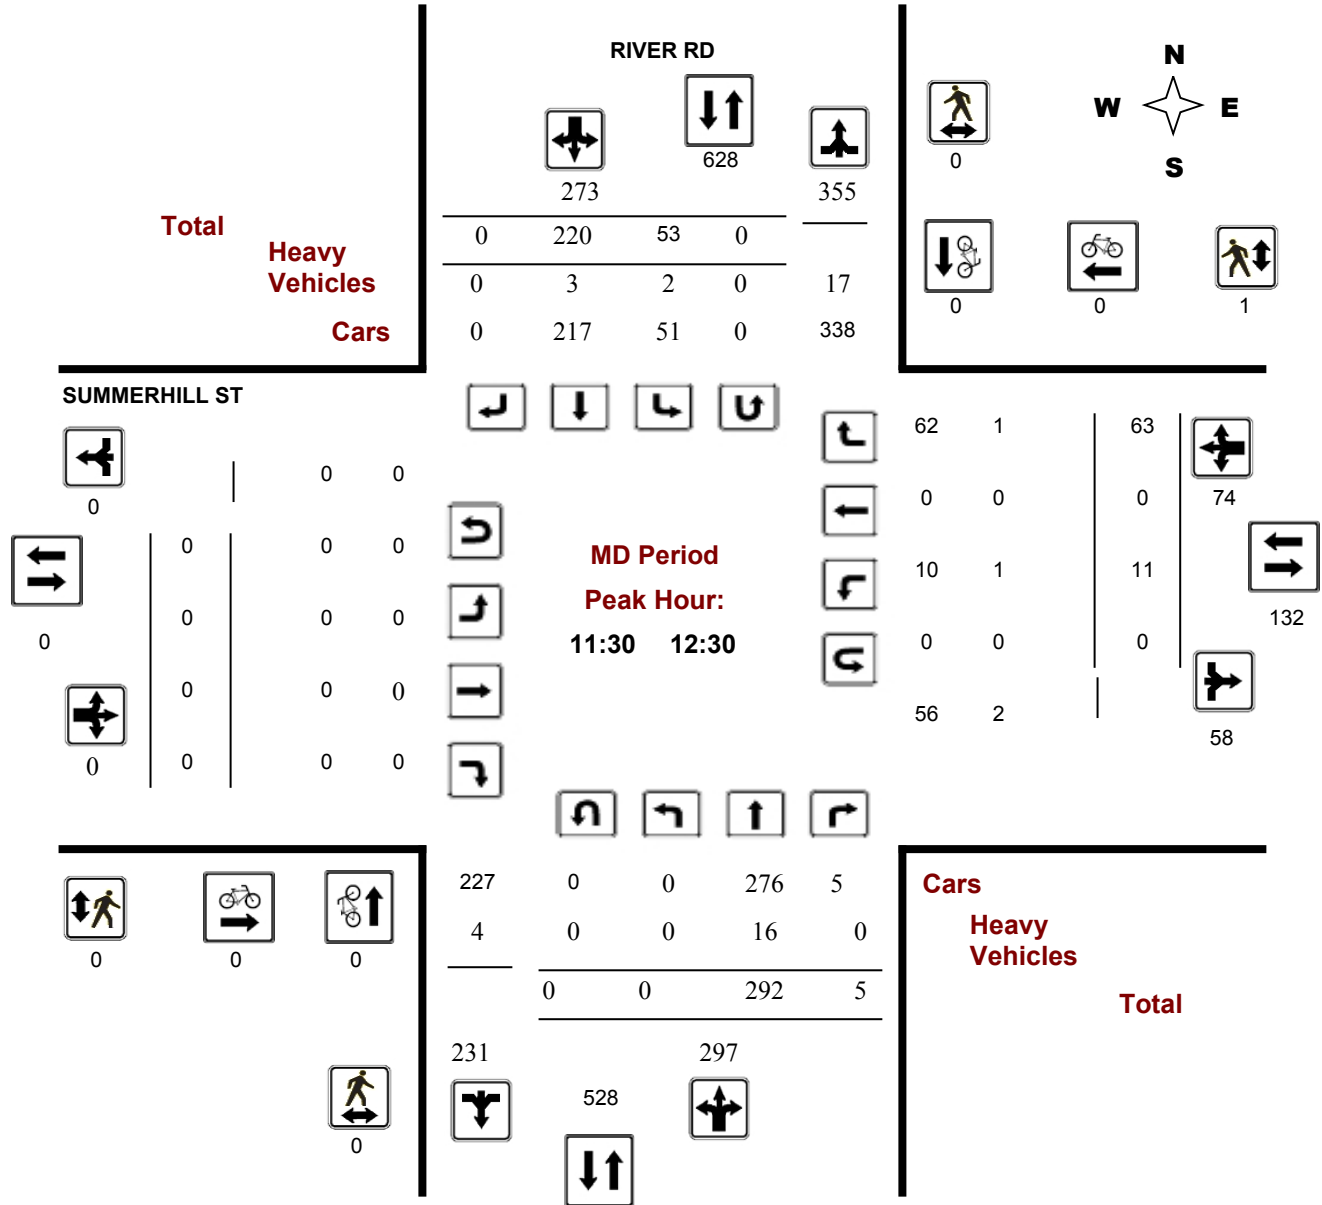 RIVER RD
N
W E
S
628
0
273 355
Total 0 220 53 0
Heavy
Vehicles 0 3 2 0 17
Cars 0 217 51 0 338
0 0 1
SUMMERHILL ST
62 1 63
0 0
0 0 0 0 74
0 0 0 MD Period
10 1 11
0 0 0 Peak Hour:
132
0 11:30 12:30 0 0 0
0 0 0
56 2
58
0 0 0 0
227 0 0 276 5 Cars
4 0 0 16 0 Heavy
Vehicles
0 0 0
0 0 292 5
Total
231 297
528
0